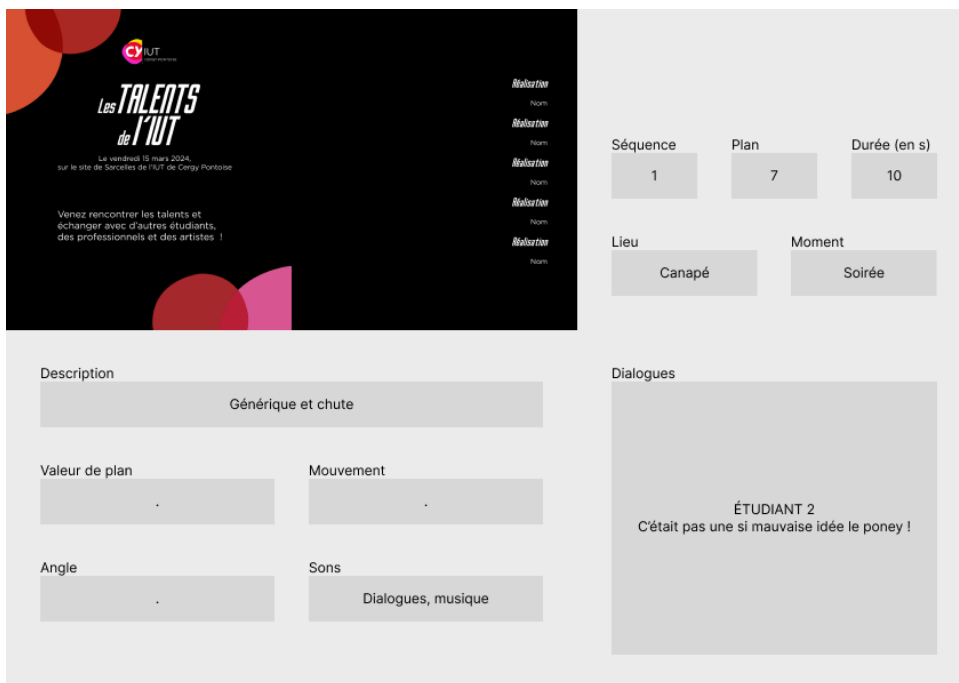 CY IUT
CERGY PONTOISE
Les TALENTS
de l'IUT
Le vendredi 15 mars 2024,
sur le site de Sarcelles de l'IUT de Cergy Pontoise
Venez rencontrer les talents et
échanger avec d'autres étudiants,
des professionnels et des artistes !
Réalisation
Nom
Réalisation
Nom
Réalisation
Nom
Réalisation
Nom
Réalisation
Nom
Séquence
1
Plan
7
Durée (en s)
10
Lieu
Canapé
Moment
Soirée
Description
Générique et chute
Valeur de plan
.
Mouvement
.
Angle
.
Sons
Dialogues, musique
Dialogues
ÉTUDIANT 2
C'était pas une si mauvaise idée le poney !